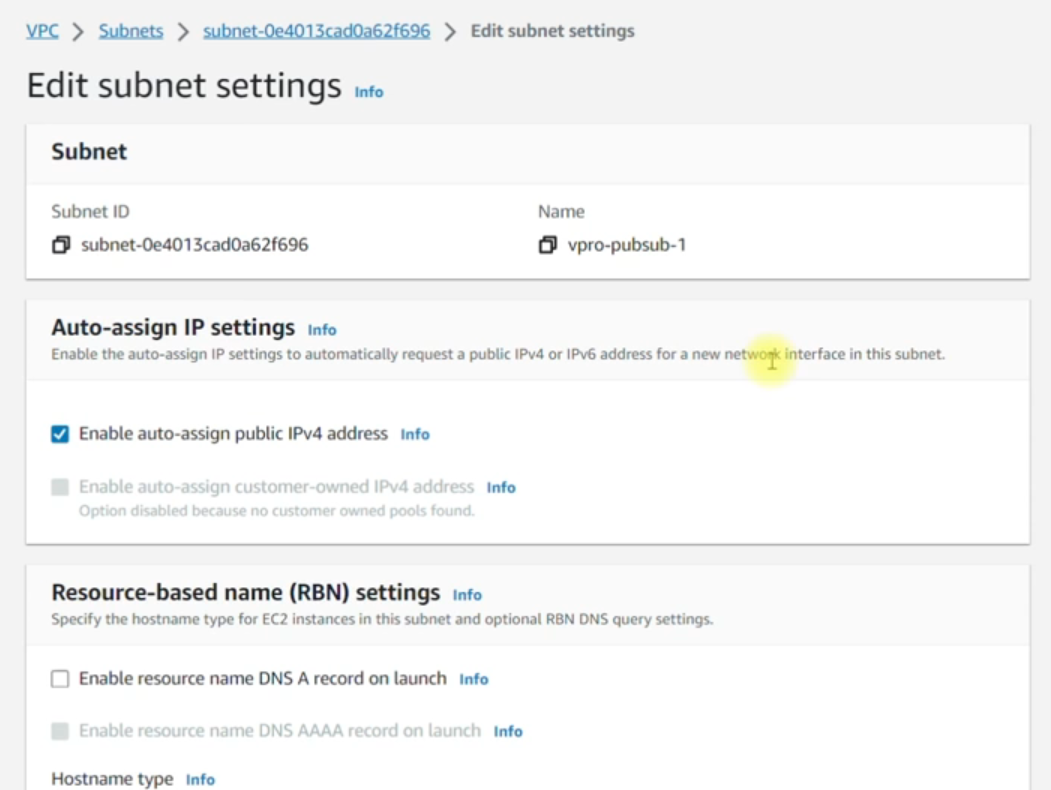 VPC > Subnets > subnet-0e4013cad0a62f696 > Edit subnet settings
Edit subnet settings Info
Subnet
Subnet ID Name
subnet-0e4013cad0a62f696 vpro-pubsub-1
Auto-assign IP settings Info
Enable the auto-assign IP settings to automatically request a public IPv4 or IPv6 address for a new network interface in this subnet.
Enable auto-assign public IPv4 address Info
Enable auto-assign customer-owned IPv4 address Info
Option disabled because no customer owned pools found.
Resource-based name (RBN) settings Info
Specify the hostname type for EC2 instances in this subnet and optional RBN DNS query settings.
Enable resource name DNS A record on launch Info
Enable resource name DNS AAAA record on launch Info
Hostname type Info